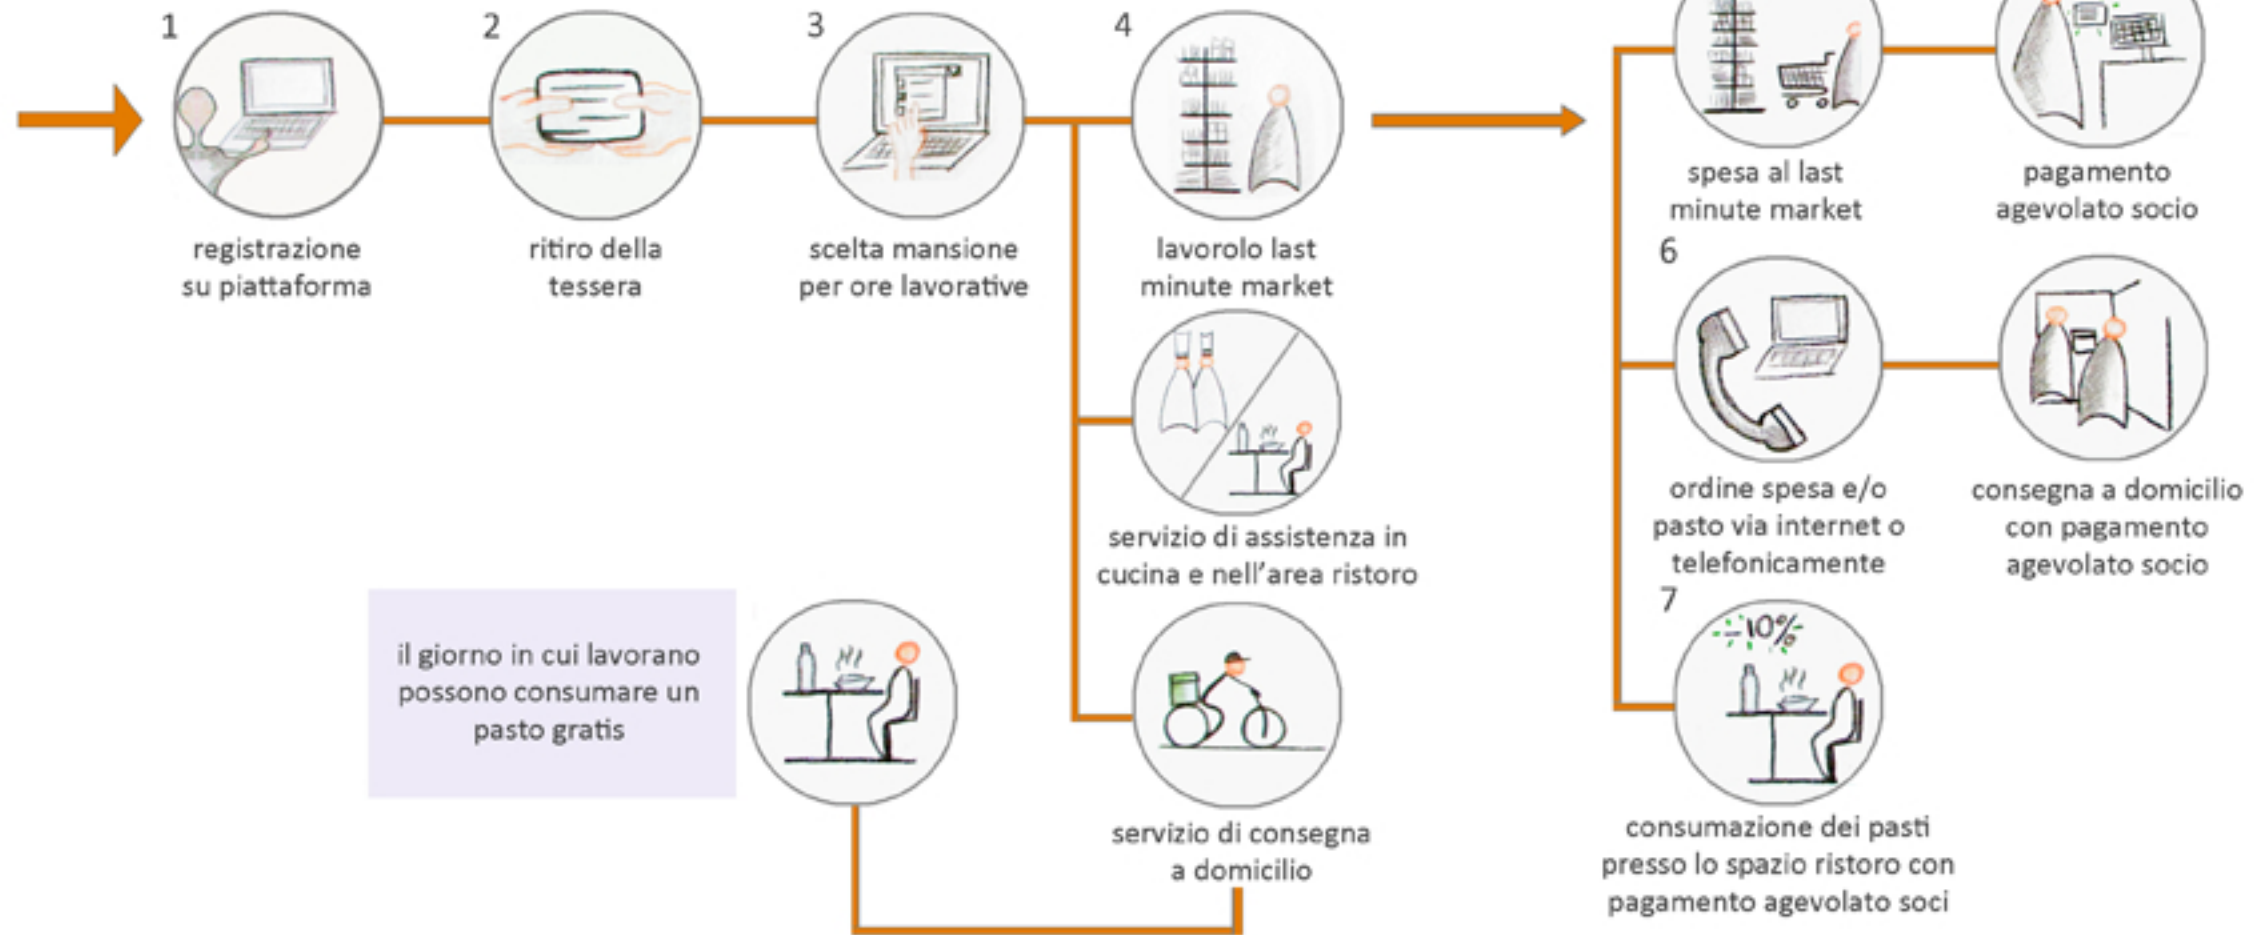 1
registrazione
su piattaforma
2
ritiro della
tessera
3
scelta mansione
per ore lavorative
4
lavorolo last
minute market
servizio di assistenza in
cucina e nell'area ristoro
servizio di consegna
a domicilio
il giorno in cui lavorano
possono consumare un
pasto gratis
spesa al last
minute market
pagamento
agevolato socio
6
ordine spesa e/o
pasto via internet o
telefonicamente
consegna a domicilio
con pagamento
agevolato socio
7
-10%
consumazione dei pasti
presso lo spazio ristoro con
pagamento agevolato soci